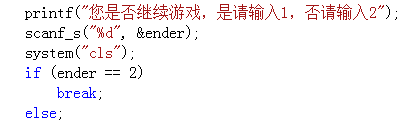 printf("您是否继续游戏，是请输入1，否请输入2");
scanf_s("%d", &ender);
system("cls");
if (ender == 2)
break;
else;